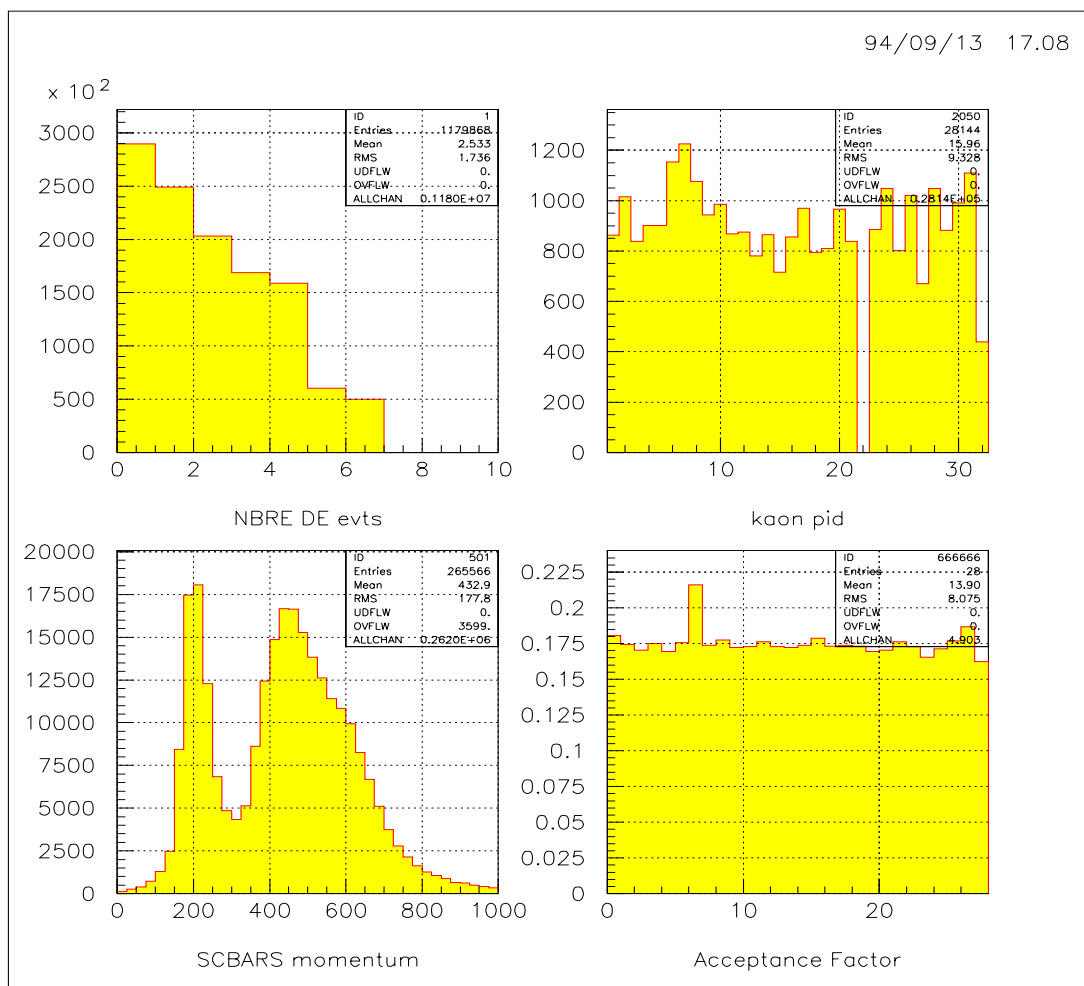 94/09/13 17.08
x 10²
3000
2500
2000
1500
1000
500
0
0 2 4 6 8 10
ID 1
Entries 1179868
Mean 2.533
RMS 1.736
UDFLW 0.
OVFLW 0.
ALLCHAN 0.1180E+07
NBRE DE evts
1200
1000
800
600
400
200
0
10 20 30
ID 2050
Entries 28144
Mean 15.96
RMS 9.328
UDFLW 0.
OVFLW 0.
ALLCHAN 0.2814E+05
kaon pid
20000
17500
15000
12500
10000
7500
5000
2500
0
0 200 400 600 800 1000
ID 501
Entries 265566
Mean 432.9
RMS 177.8
UDFLW 0.
OVFLW 3599.
ALLCHAN 0.2620E+06
SCBARS momentum
0.225
0.2
0.175
0.15
0.125
0.1
0.075
0.05
0.025
0
0 10 20
ID 666666
Entries 28
Mean 13.90
RMS 8.075
UDFLW 0.
OVFLW 0.
ALLCHAN 4.903
Acceptance Factor